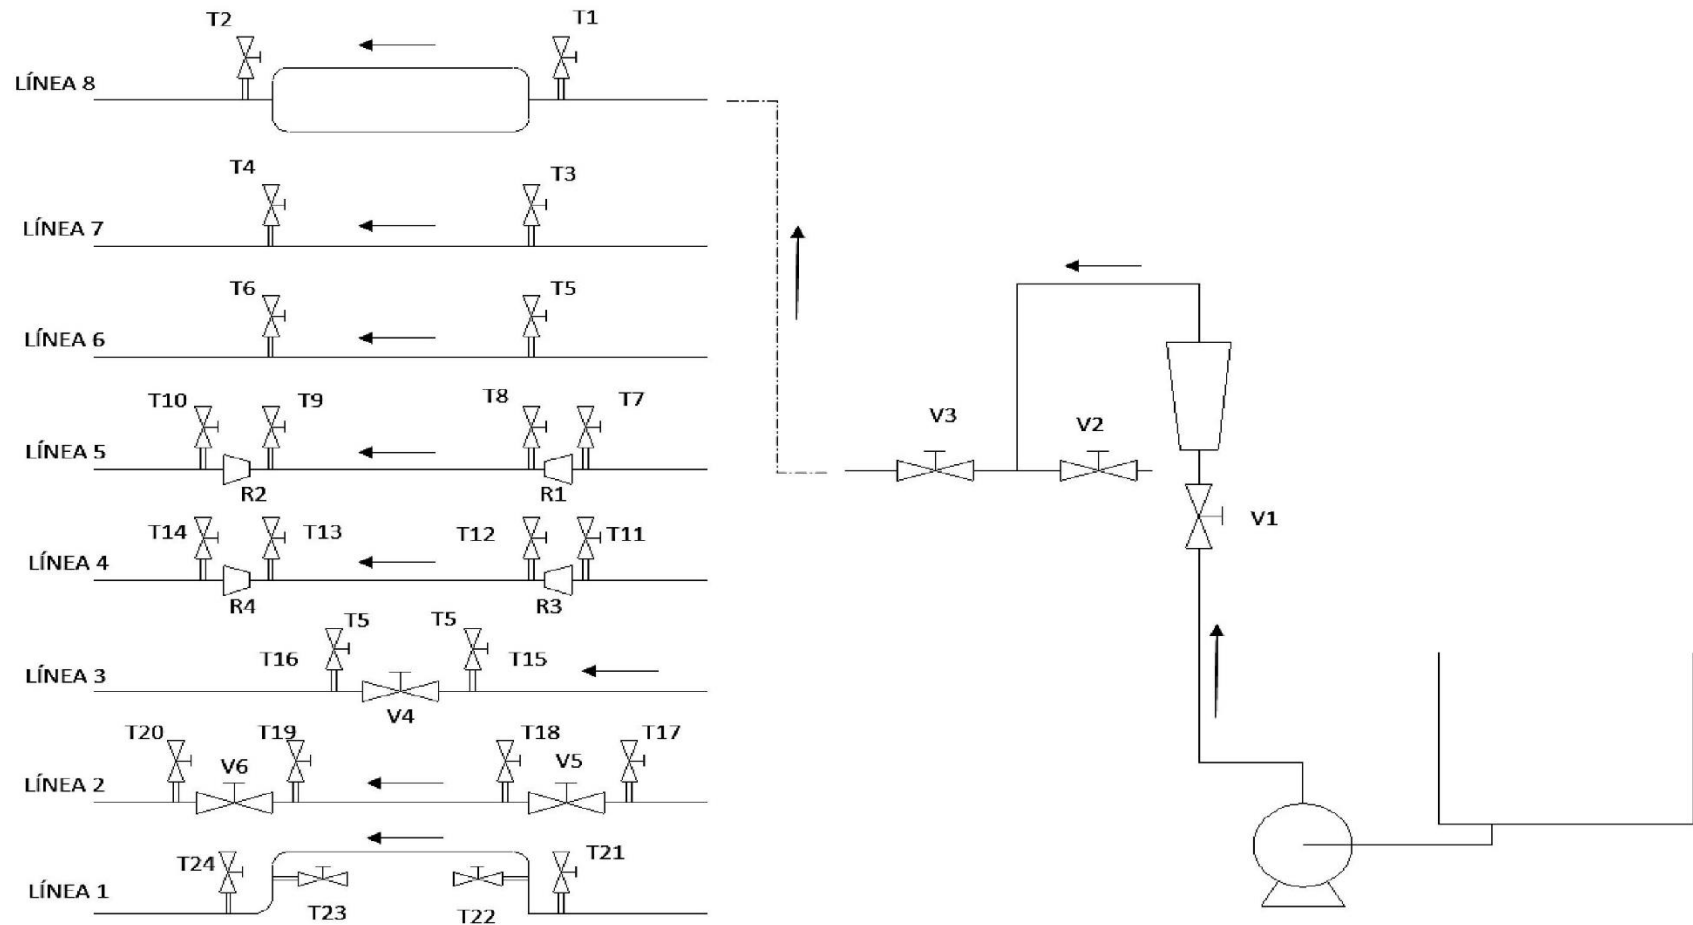 T2
T1
LÍNEA 8
T4
T3
LÍNEA 7
T6
T5
LÍNEA 6
T10
T9
T8
T7
LÍNEA 5
R2
R1
T14
T13
T12
T11
LÍNEA 4
R4
R3
T5
T5
T16
T15
LÍNEA 3
V4
T20
T19
T18
T17
V6
V5
LÍNEA 2
T24
T21
LÍNEA 1
T23
T22
V3
V2
V1